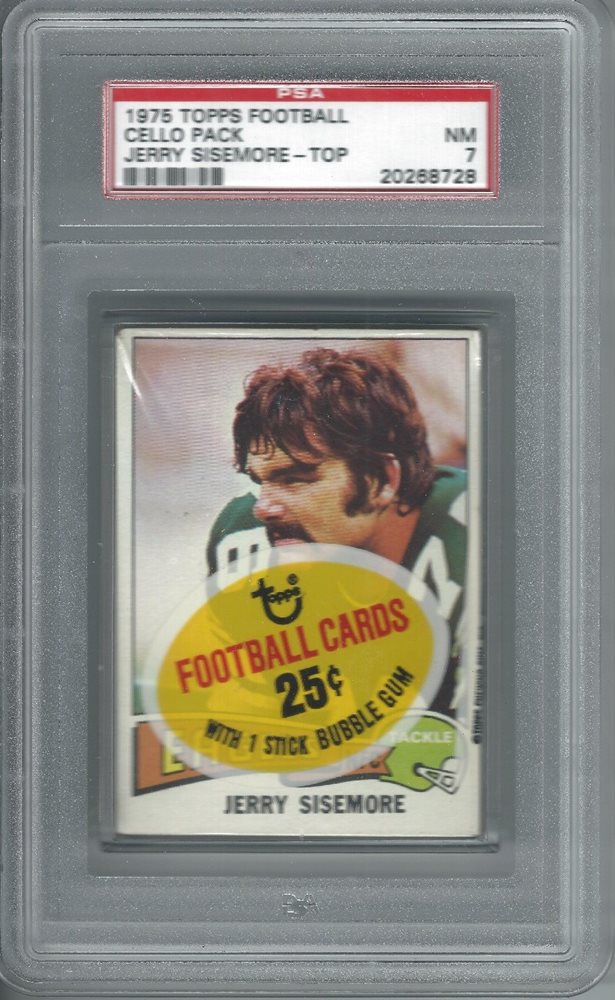 PSA
1975 TOPPS FOOTBALL
CELLO PACK NM
JERRY SISEMORE-TOP 7
20268728
Topps®
FOOTBALL CARDS
25¢
WITH 1 STICK BUBBLE GUM
TACKLE
JERRY SISEMORE
PSA